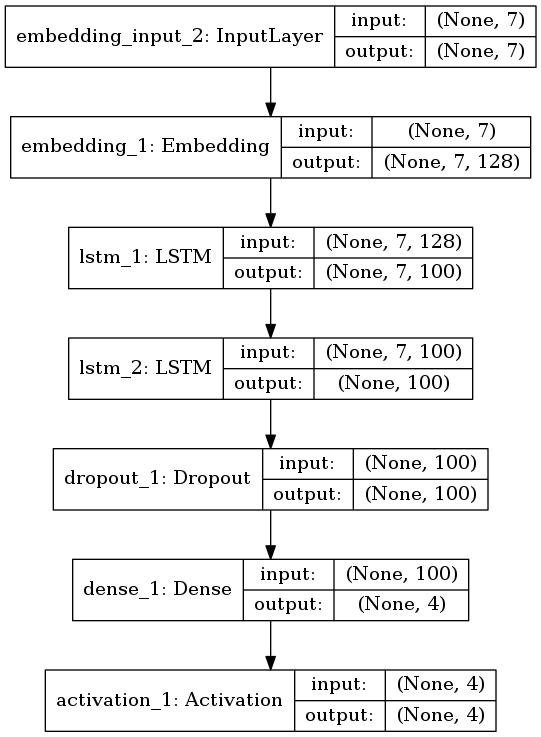 embedding_input_2: InputLayer
input: (None, 7)
output: (None, 7)
embedding_1: Embedding
input: (None, 7)
output: (None, 7, 128)
lstm_1: LSTM
input: (None, 7, 128)
output: (None, 7, 100)
lstm_2: LSTM
input: (None, 7, 100)
output: (None, 100)
dropout_1: Dropout
input: (None, 100)
output: (None, 100)
dense_1: Dense
input: (None, 100)
output: (None, 4)
activation_1: Activation
input: (None, 4)
output: (None, 4)